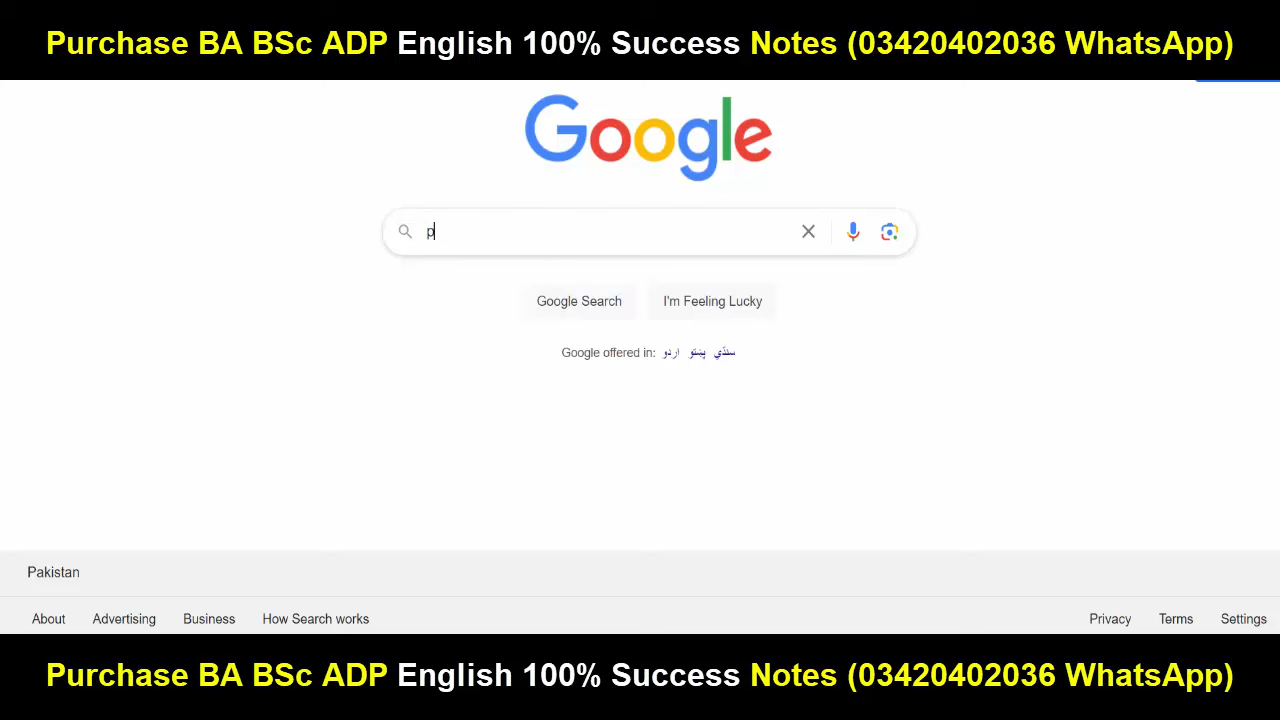 Purchase BA BSc ADP English 100% Success Notes (03420402036 WhatsApp)
Google
p
Google Search I'm Feeling Lucky
Google offered in: اردو پښتو سنڌي
Pakistan
About Advertising Business How Search works Privacy Terms Settings
Purchase BA BSc ADP English 100% Success Notes (03420402036 WhatsApp)